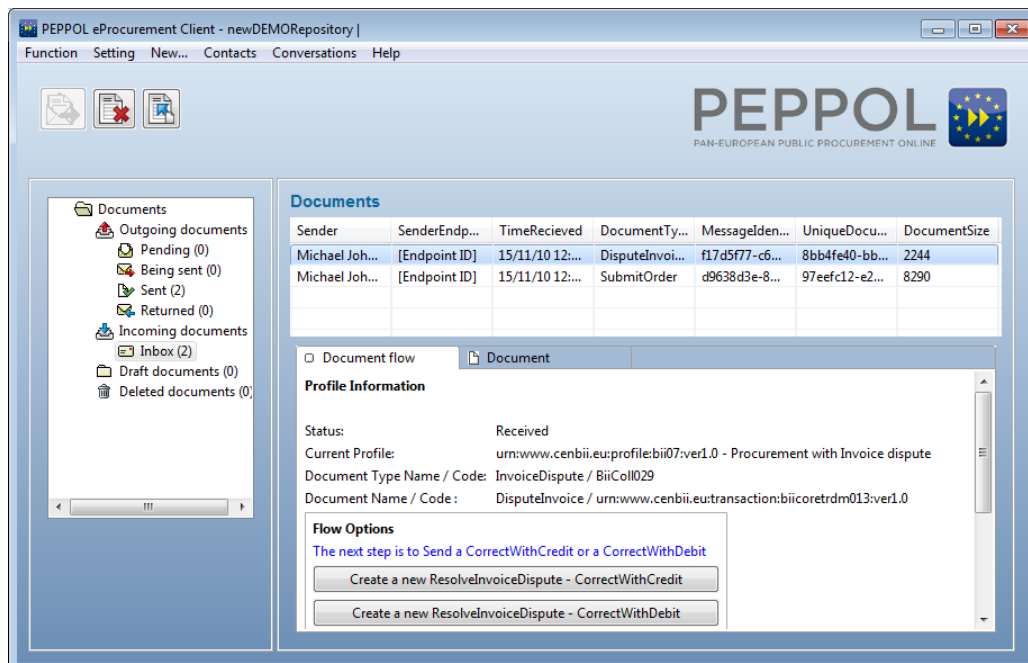 PEPPOL eProcurement Client - newDEMORepository |
Function Setting New... Contacts Conversations Help
PEPPOL
PAN-EUROPEAN PUBLIC PROCUREMENT ONLINE
Documents
Outgoing documents
Pending (0)
Being sent (0)
Sent (2)
Returned (0)
Incoming documents
Inbox (2)
Draft documents (0)
Deleted documents (0)
Documents
Sender SenderEndp... TimeRecieved DocumentTy... MessageIden... UniqueDocu... DocumentSize
Michael Joh... [Endpoint ID] 15/11/10 12:... DisputeInvoi... f17d5f77-c6... 8bb4fe40-bb... 2244
Michael Joh... [Endpoint ID] 15/11/10 12:... SubmitOrder d9638d3e-8... 97eefc12-e2... 8290
Document flow Document
Profile Information
Status: Received
Current Profile: urn:www.cenbii.eu:profile:bii07:ver1.0 - Procurement with Invoice dispute
Document Type Name / Code: InvoiceDispute / BiiColl029
Document Name / Code : DisputeInvoice / urn:www.cenbii.eu:transaction:biicoretrdm013:ver1.0
Flow Options
The next step is to Send a CorrectWithCredit or a CorrectWithDebit
Create a new ResolveInvoiceDispute - CorrectWithCredit
Create a new ResolveInvoiceDispute - CorrectWithDebit